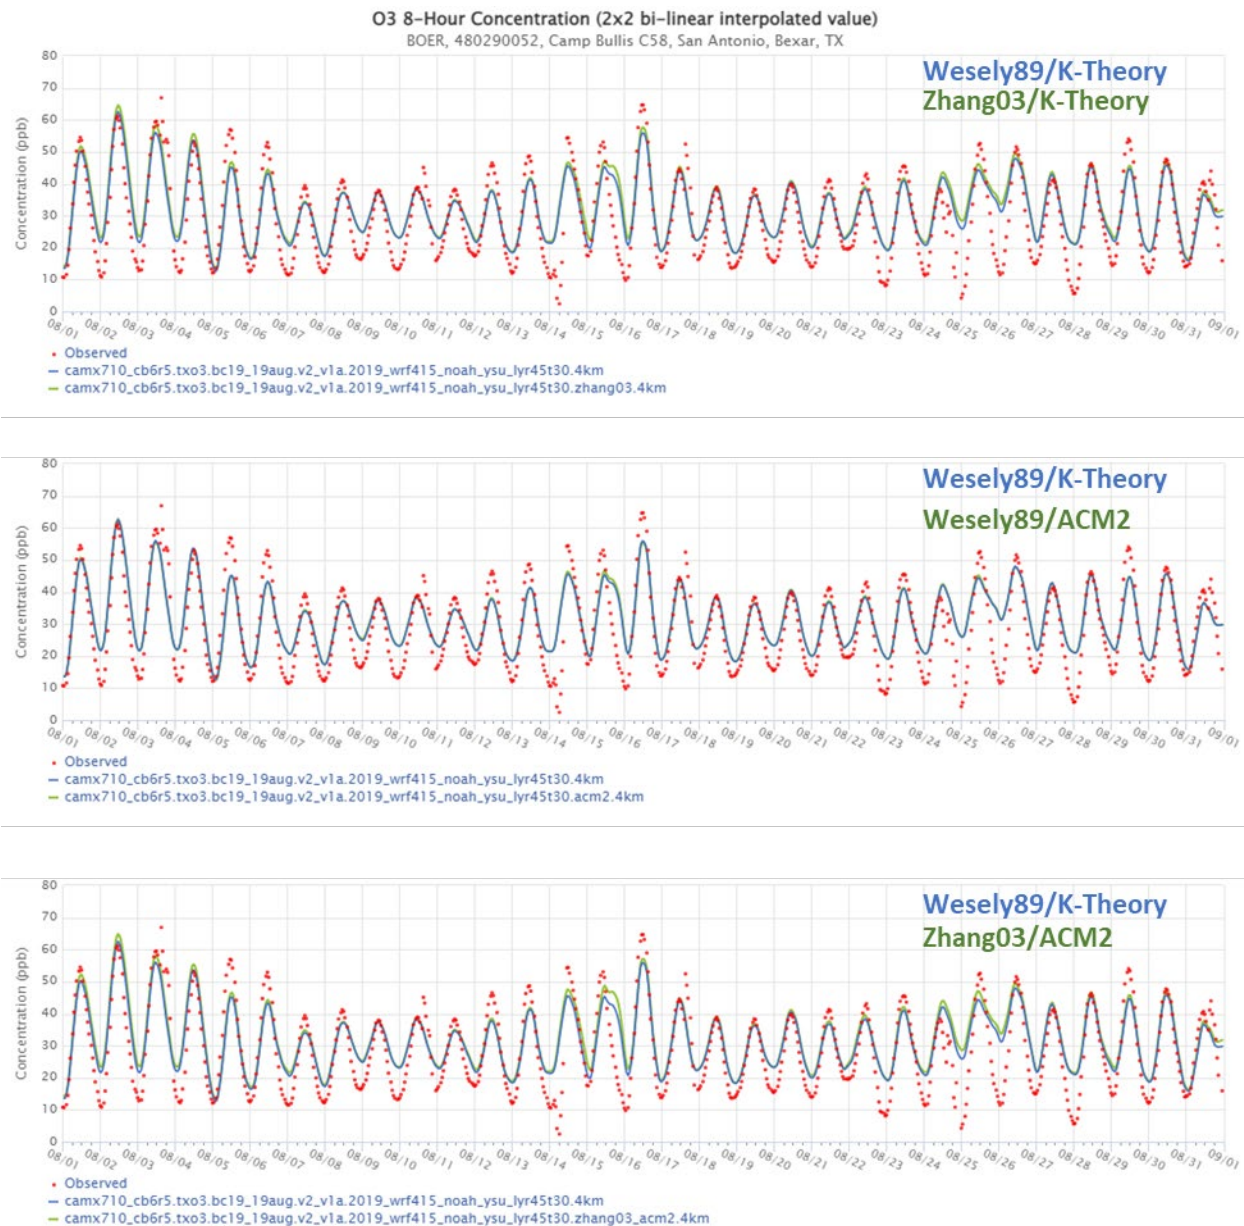 O3 8-Hour Concentration (2x2 bi-linear interpolated value)
BOER, 480290052, Camp Bullis C58, San Antonio, Bexar, TX
Wesely89/K-Theory
Zhang03/K-Theory
Concentration (ppb)
80
70
60
50
40
30
20
10
0
08/01 08/02 08/03 08/04 08/05 08/06 08/07 08/08 08/09 08/10 08/11 08/12 08/13 08/14 08/15 08/16 08/17 08/18 08/19 08/20 08/21 08/22 08/23 08/24 08/25 08/26 08/27 08/28 08/29 08/30 08/31 09/01
Observed
camx710_cb6r5.txo3.bc19_19aug.v2_v1a.2019_wrf415_noah_ysu_lyr45t30.4km
camx710_cb6r5.txo3.bc19_19aug.v2_v1a.2019_wrf415_noah_ysu_lyr45t30.zhang03.4km
Wesely89/K-Theory
Wesely89/ACM2
Concentration (ppb)
80
70
60
50
40
30
20
10
0
08/01 08/02 08/03 08/04 08/05 08/06 08/07 08/08 08/09 08/10 08/11 08/12 08/13 08/14 08/15 08/16 08/17 08/18 08/19 08/20 08/21 08/22 08/23 08/24 08/25 08/26 08/27 08/28 08/29 08/30 08/31 09/01
Observed
camx710_cb6r5.txo3.bc19_19aug.v2_v1a.2019_wrf415_noah_ysu_lyr45t30.4km
camx710_cb6r5.txo3.bc19_19aug.v2_v1a.2019_wrf415_noah_ysu_lyr45t30.acm2.4km
Wesely89/K-Theory
Zhang03/ACM2
Concentration (ppb)
80
70
60
50
40
30
20
10
0
08/01 08/02 08/03 08/04 08/05 08/06 08/07 08/08 08/09 08/10 08/11 08/12 08/13 08/14 08/15 08/16 08/17 08/18 08/19 08/20 08/21 08/22 08/23 08/24 08/25 08/26 08/27 08/28 08/29 08/30 08/31 09/01
Observed
camx710_cb6r5.txo3.bc19_19aug.v2_v1a.2019_wrf415_noah_ysu_lyr45t30.4km
camx710_cb6r5.txo3.bc19_19aug.v2_v1a.2019_wrf415_noah_ysu_lyr45t30.zhang03_acm2.4km